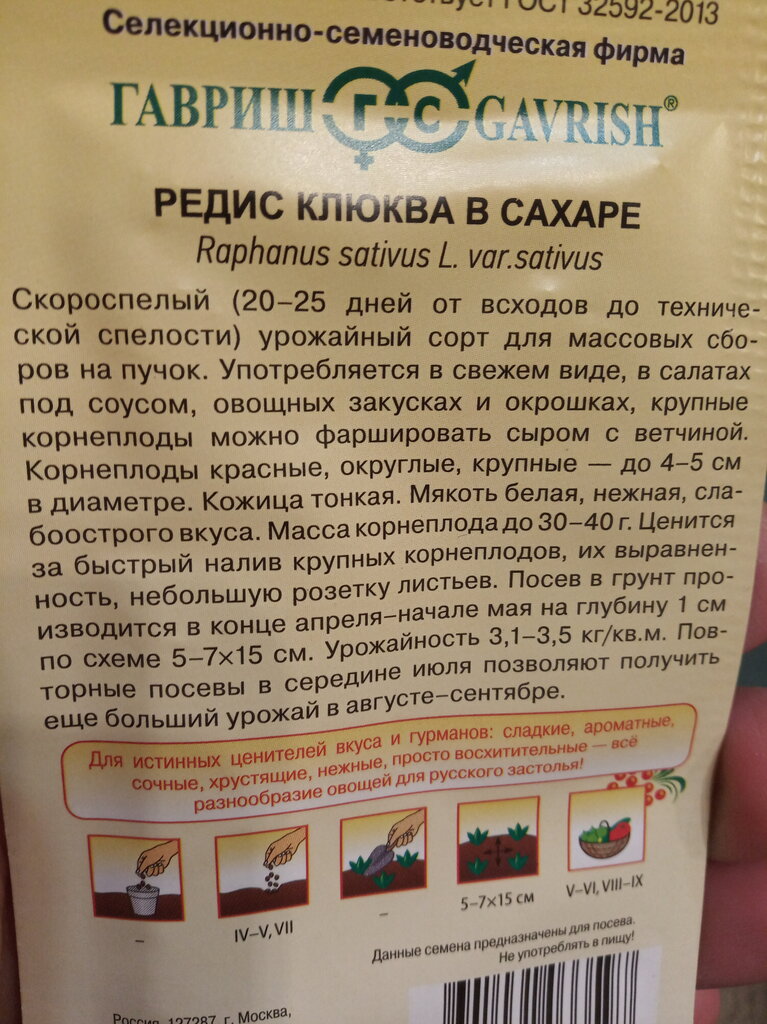 ГОСТ 32592-2013
Селекционно-семеноводческая фирма
ГАВРИШ ГС GAVRISH®
РЕДИС КЛЮКВА В САХАРЕ
Raphanus sativus L. var.sativus
Скороспелый (20–25 дней от всходов до техниче-
ской спелости) урожайный сорт для массовых сбо-
ров на пучок. Употребляется в свежем виде, в салатах
под соусом, овощных закусках и окрошках, крупные
корнеплоды можно фаршировать сыром с ветчиной.
Корнеплоды красные, округлые, крупные — до 4–5 см
в диаметре. Кожица тонкая. Мякоть белая, нежная, сла-
боострого вкуса. Масса корнеплода до 30–40 г. Ценится
за быстрый налив крупных корнеплодов, их выравнен-
ность, небольшую розетку листьев. Посев в грунт про-
изводится в конце апреля–начале мая на глубину 1 см
по схеме 5–7×15 см. Урожайность 3,1–3,5 кг/кв.м. Пов-
торные посевы в середине июля позволяют получить
еще больший урожай в августе–сентябре.
Для истинных ценителей вкуса и гурманов: сладкие, ароматные,
сочные, хрустящие, нежные, просто восхитительные — всё
разнообразие овощей для русского застолья!
– IV–V, VII – 5–7×15 см V–VI, VIII–IX
Данные семена предназначены для посева.
Не употреблять в пищу!
Россия, 127287, г. Москва,